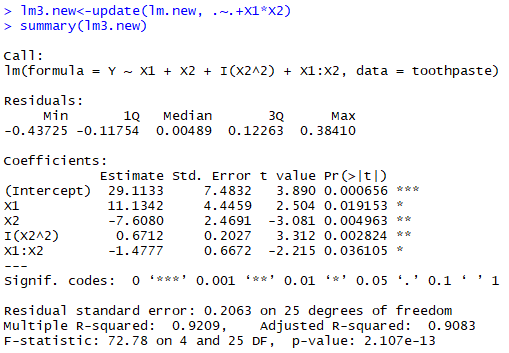 > lm3.new<-update(lm.new, .~.+X1*X2)
> summary(lm3.new)
Call:
lm(formula = Y ~ X1 + X2 + I(X2^2) + X1:X2, data = toothpaste)
Residuals:
Min 1Q Median 3Q Max
-0.43725 -0.11754 0.00489 0.12263 0.38410
Coefficients:
Estimate Std. Error t value Pr(>|t|)
(Intercept) 29.1133 7.4832 3.890 0.000656 ***
X1 11.1342 4.4459 2.504 0.019153 *
X2 -7.6080 2.4691 -3.081 0.004963 **
I(X2^2) 0.6712 0.2027 3.312 0.002824 **
X1:X2 -1.4777 0.6672 -2.215 0.036105 *
---
Signif. codes: 0 ‘***’ 0.001 ‘**’ 0.01 ‘*’ 0.05 ‘.’ 0.1 ‘ ’ 1
Residual standard error: 0.2063 on 25 degrees of freedom
Multiple R-squared: 0.9209, Adjusted R-squared: 0.9083
F-statistic: 72.78 on 4 and 25 DF, p-value: 2.107e-13